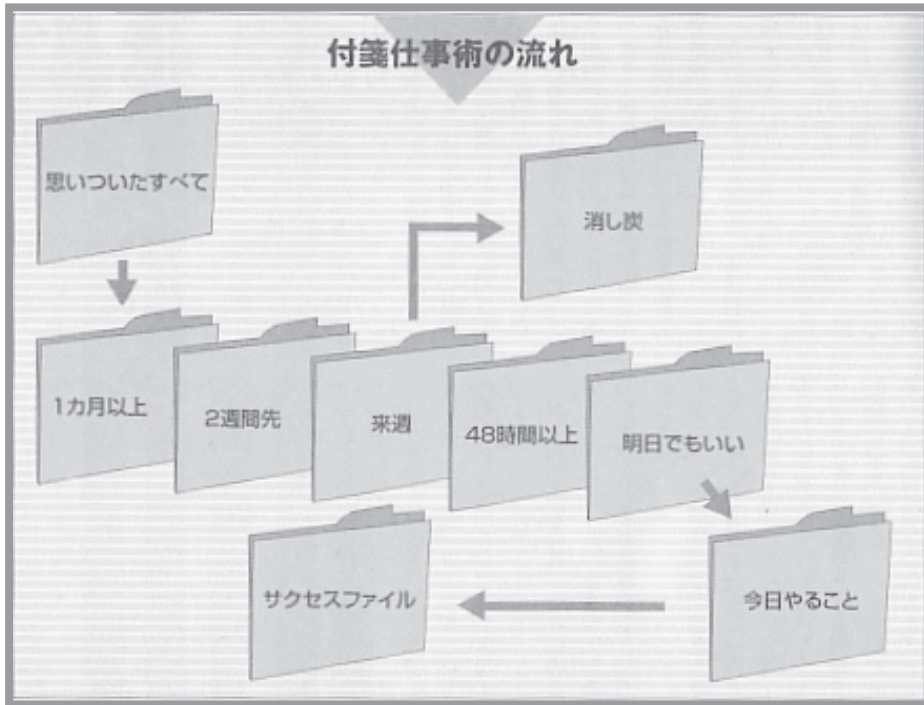 付箋仕事術の流れ
思いついたすべて
消し炭
1カ月以上
2週間先
来週
48時間以上
明日でもいい
サクセスファイル
今日やること